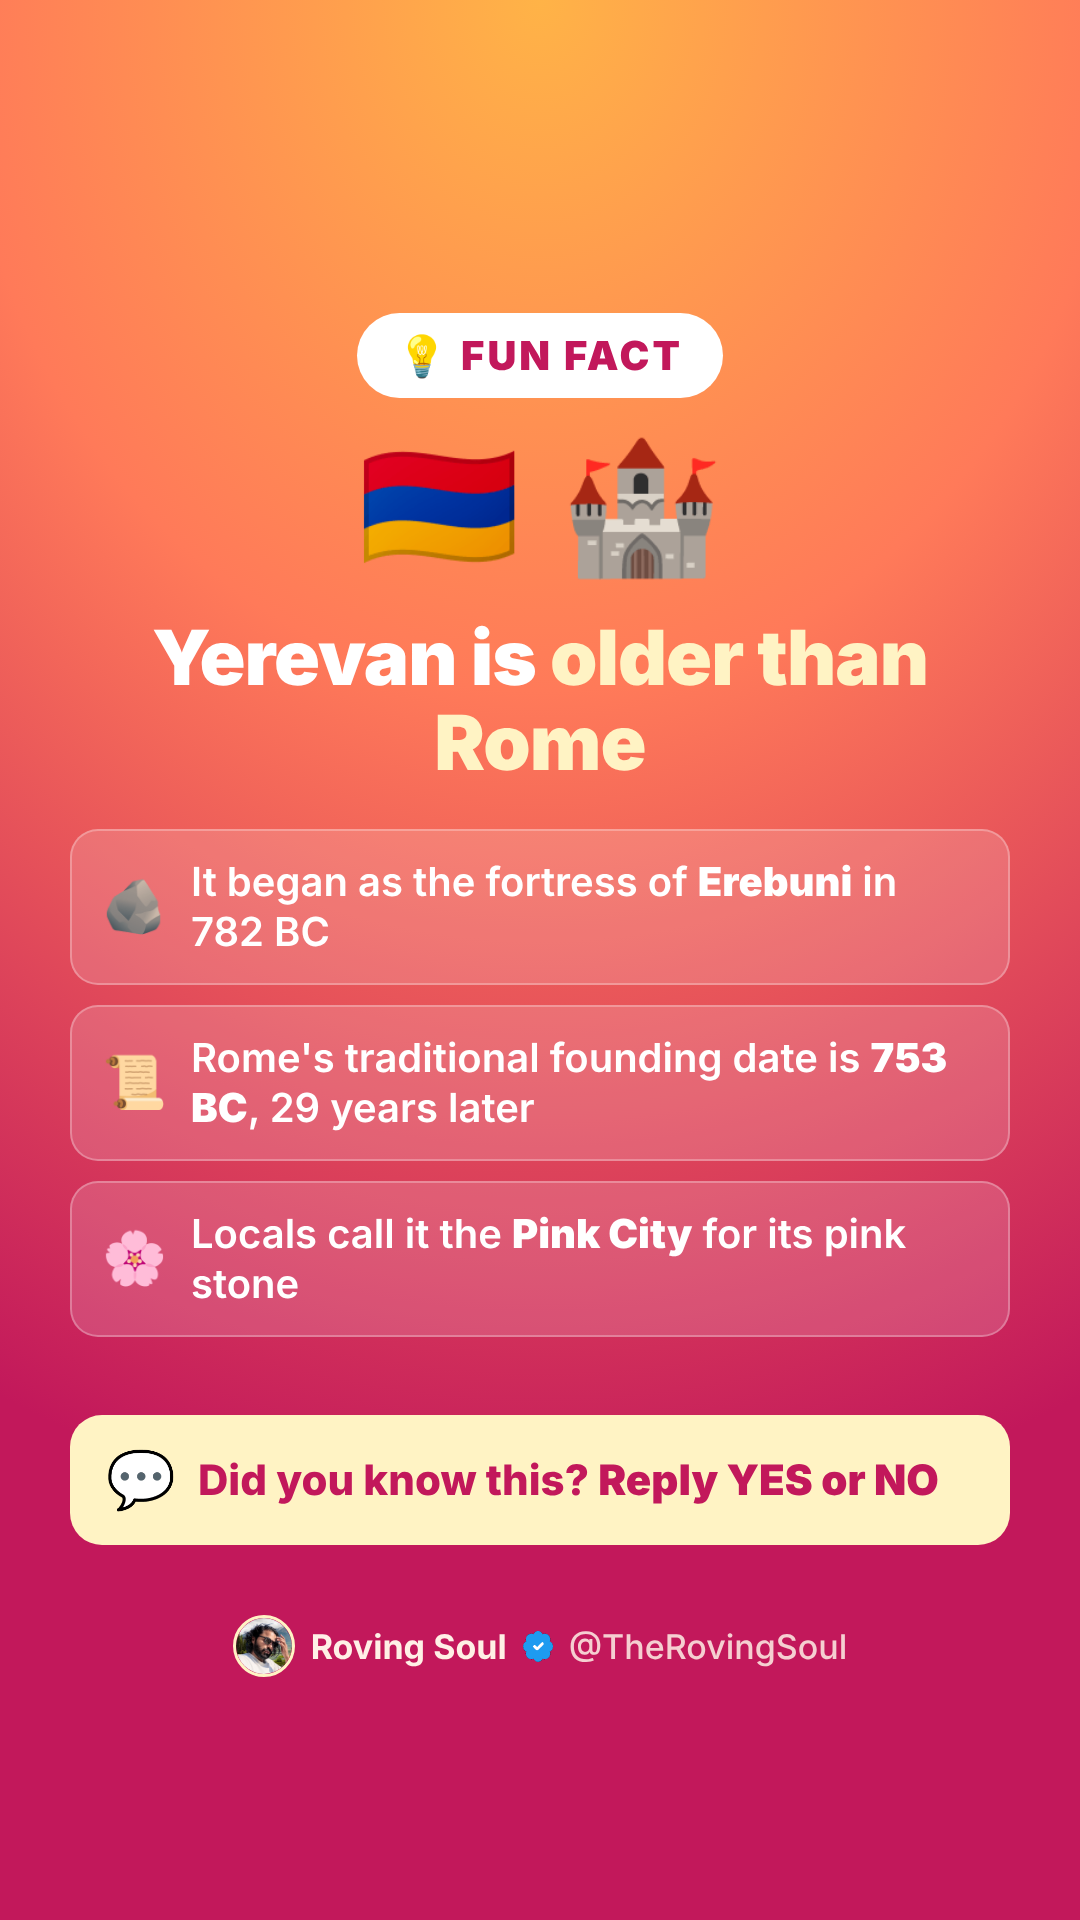 💡 FUN FACT
Yerevan is older than
Rome
It began as the fortress of Erebuni in
782 BC
Rome's traditional founding date is 753
BC, 29 years later
Locals call it the Pink City for its pink
stone
Did you know this? Reply YES or NO
Roving Soul @TheRovingSoul